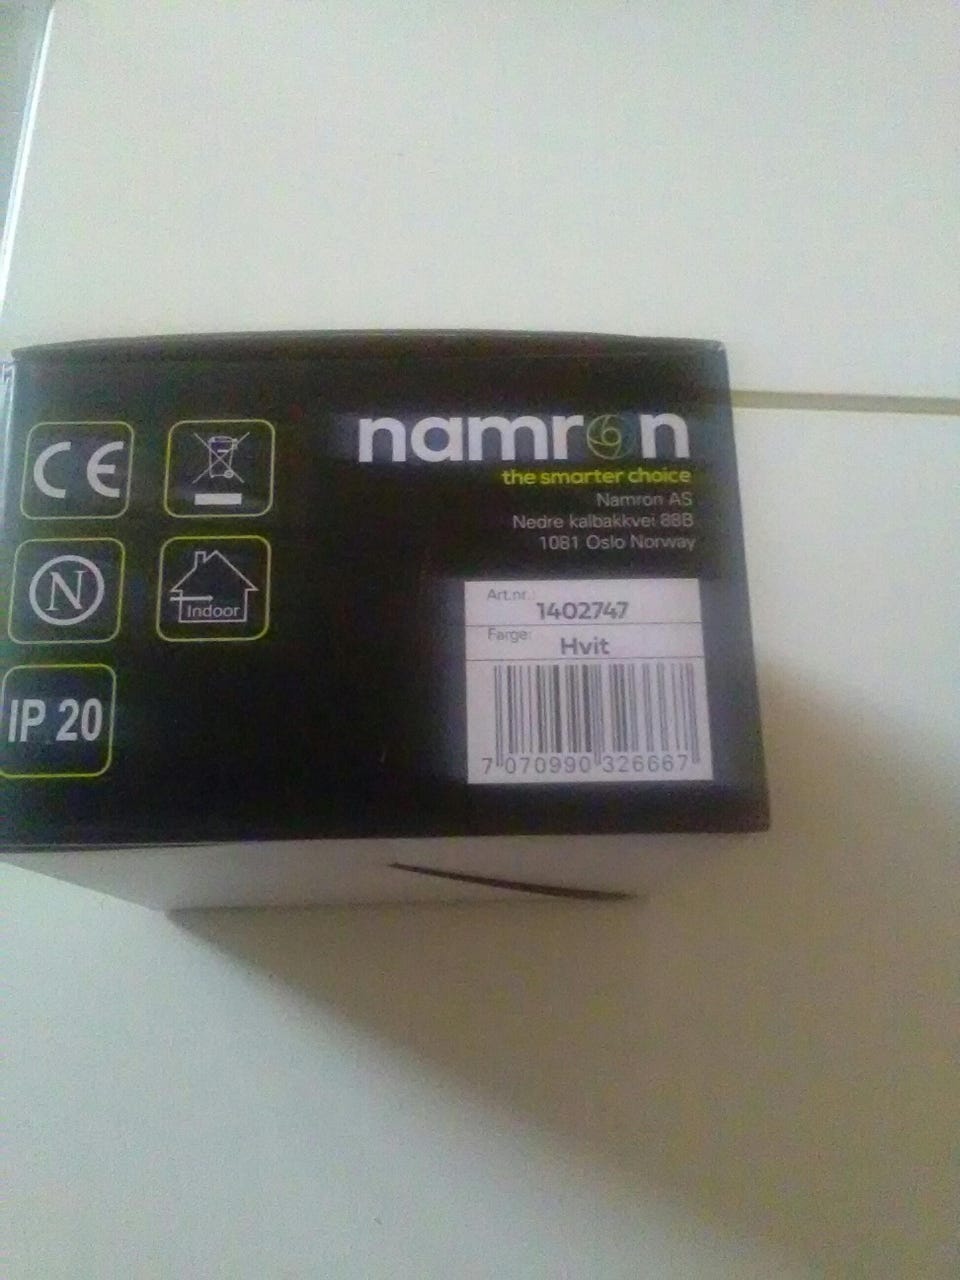 CE
N
Indoor
IP 20
namron
the smarter choice
Namron AS
Nedre kalbakkvei 88B
1081 Oslo Norway
Art.nr.:
1402747
Farge:
Hvit
7 070990 326667